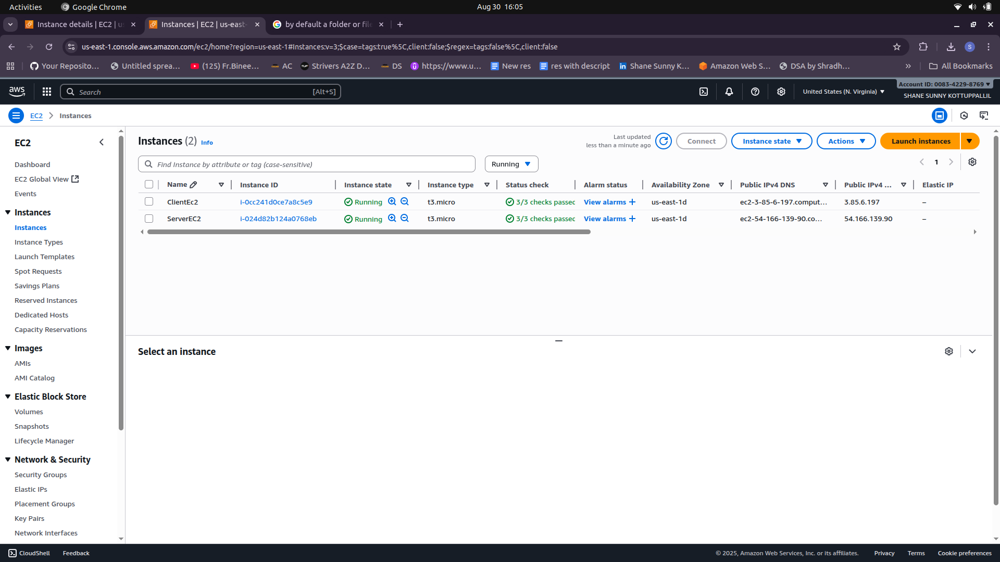 Activities
Google Chrome
Aug 30 16:05
Instance details | EC2 | us
Instances | EC2 | us-east-
by default a folder or file
us-east-1.console.aws.amazon.com/ec2/home?region=us-east-1#Instances:v=3;$case=tags:true%5C,client:false;$regex=tags:false%5C,client:false
S
Your Reposito...
Untitled sprea...
(125) Fr.Binee...
AC
Strivers A2Z D...
DS
https://www.u...
New res
res with descript
Shane Sunny K...
Amazon Web S...
DSA by Shradh...
All Bookmarks
aws
Search
[Alt+S]
United States (N. Virginia)
Account ID: 0083-4229-8769
SHANE SUNNY KOTTUPPALLIL
EC2
Instances
EC2
Dashboard
EC2 Global View
Events
Instances
Instances
Instance Types
Launch Templates
Spot Requests
Savings Plans
Reserved Instances
Dedicated Hosts
Capacity Reservations
Images
AMIs
AMI Catalog
Elastic Block Store
Volumes
Snapshots
Lifecycle Manager
Network & Security
Security Groups
Elastic IPs
Placement Groups
Key Pairs
Network Interfaces
Instances (2) Info
Last updated
less than a minute ago
Connect
Instance state
Actions
Launch instances
Find Instance by attribute or tag (case-sensitive)
Running
1
Name Instance ID Instance state Instance type Status check Alarm status Availability Zone Public IPv4 DNS Public IPv4 ... Elastic IP
ClientEc2 i-0cc241d0ce7a8c5e9 Running t3.micro 3/3 checks passed View alarms + us-east-1d ec2-3-85-6-197.comput... 3.85.6.197 –
ServerEC2 i-024d82b124a0768eb Running t3.micro 3/3 checks passed View alarms + us-east-1d ec2-54-166-139-90.co... 54.166.139.90 –
Select an instance
CloudShell
Feedback
© 2025, Amazon Web Services, Inc. or its affiliates.
Privacy
Terms
Cookie preferences